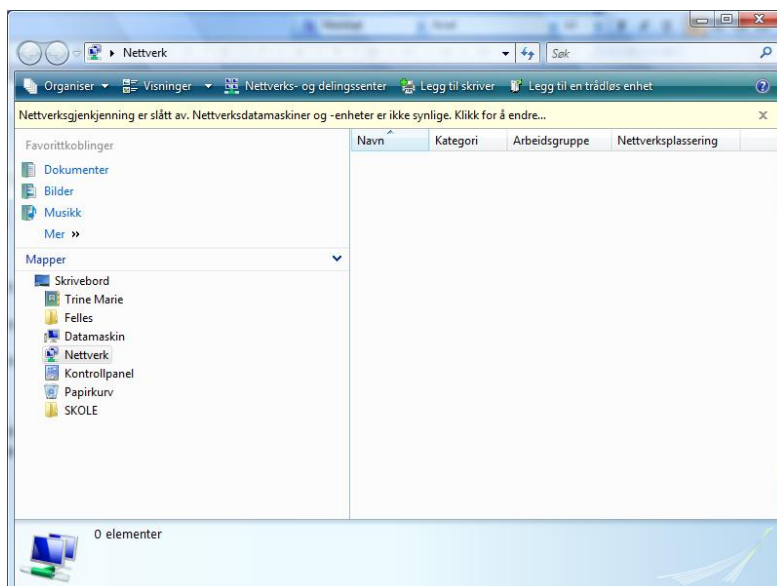 Nettverk
Søk
Organiser Visninger Nettverks- og delingssenter Legg til skriver Legg til en trådløs enhet
Nettverksgjenkjenning er slått av. Nettverksdatamaskiner og -enheter er ikke synlige. Klikk for å endre...
Favorittkoblinger
Dokumenter
Bilder
Musikk
Mer »
Mapper
Skrivebord
Trine Marie
Felles
Datamaskin
Nettverk
Kontrollpanel
Papirkurv
SKOLE
Navn Kategori Arbeidsgruppe Nettverksplassering
0 elementer